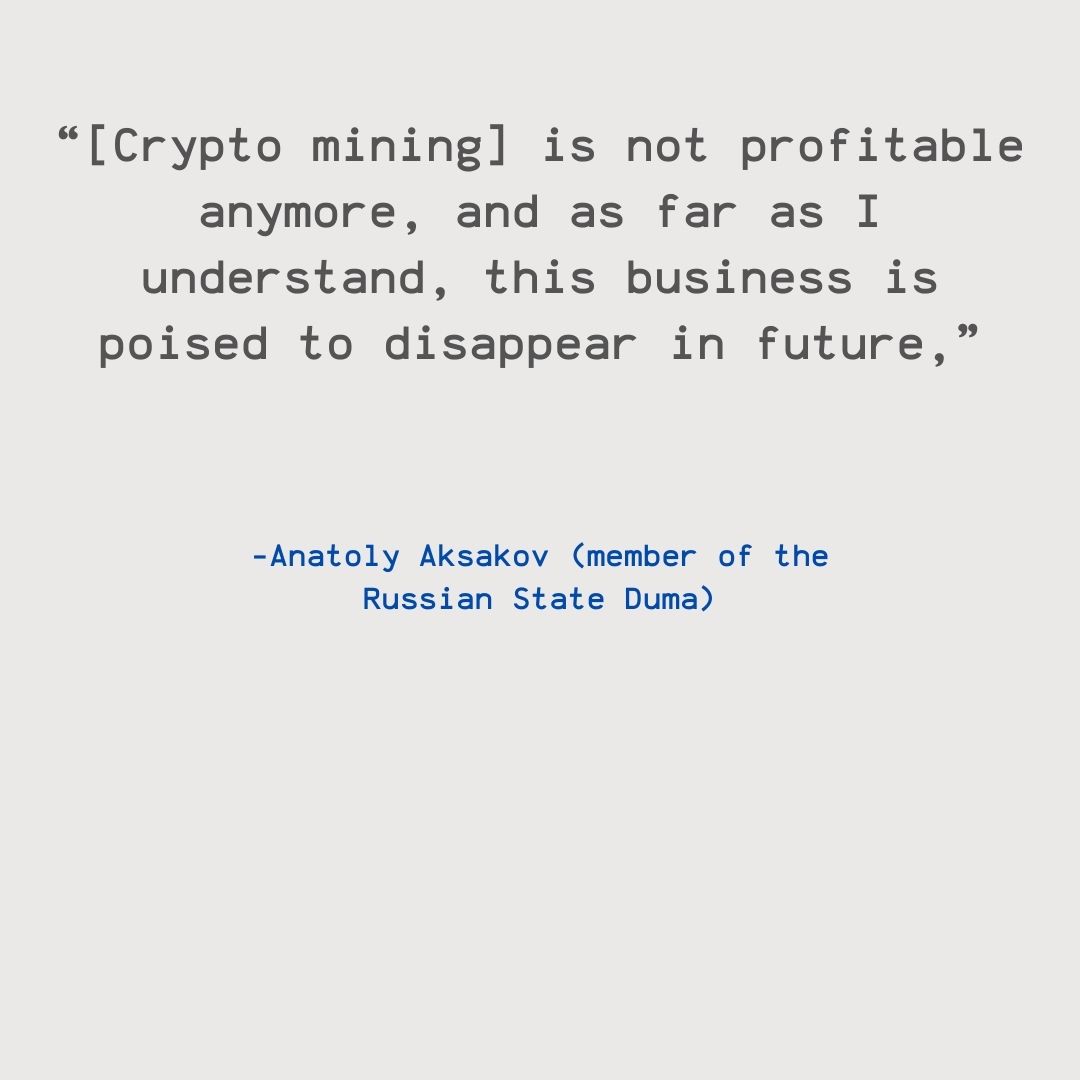 “[Crypto mining] is not profitable
anymore, and as far as I
understand, this business is
poised to disappear in future,”
-Anatoly Aksakov (member of the
Russian State Duma)